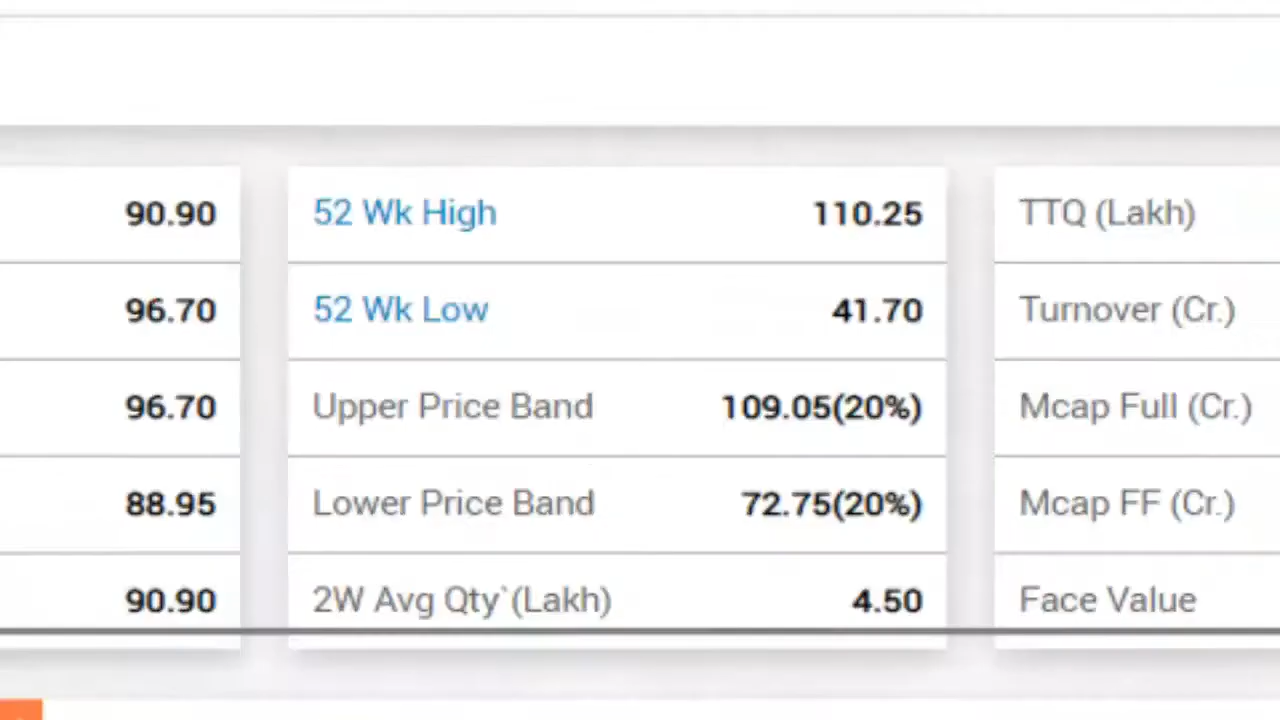 90.90 52 Wk High 110.25 TTQ (Lakh)
96.70 52 Wk Low 41.70 Turnover (Cr.)
96.70 Upper Price Band 109.05(20%) Mcap Full (Cr.)
88.95 Lower Price Band 72.75(20%) Mcap FF (Cr.)
90.90 2W Avg Qty`(Lakh) 4.50 Face Value